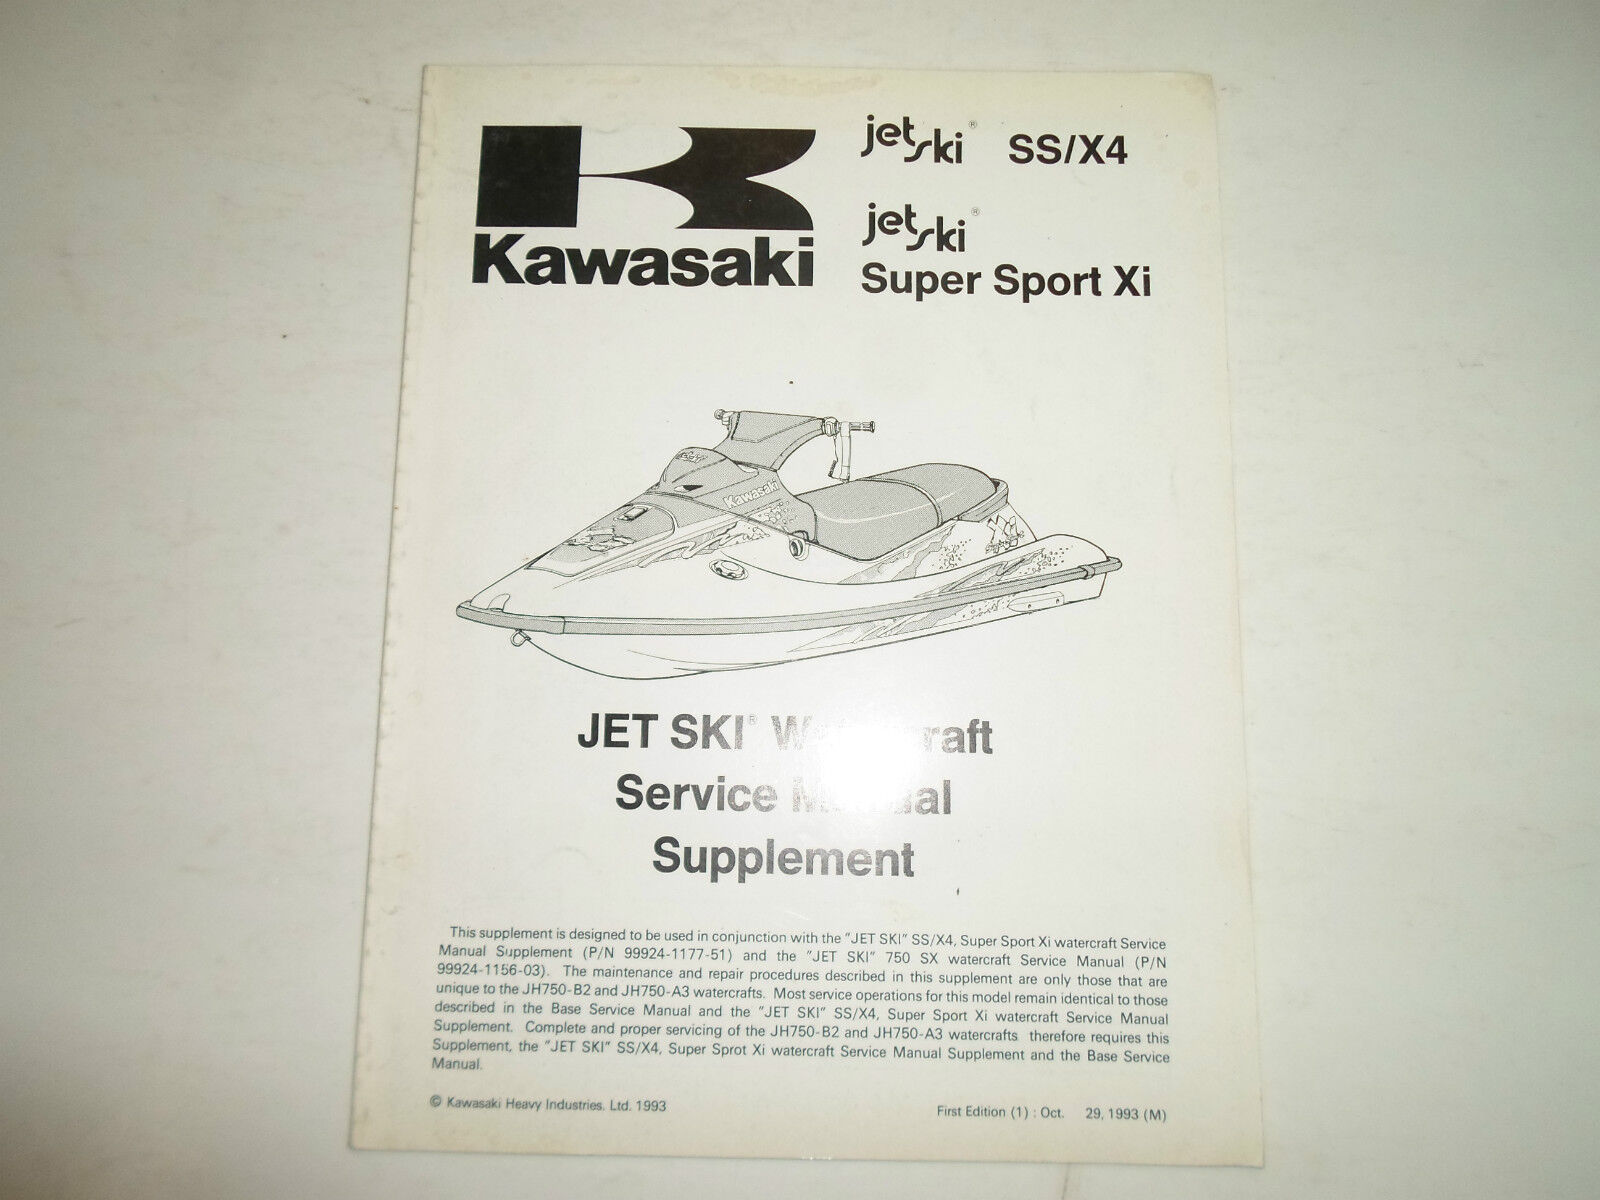 jet ski® SS/X4
jet ski®
Super Sport Xi
Kawasaki
Jet Ski
Kawasaki
X4
JET SKI®
Service
Supplement
This supplement is designed to be used in conjunction with the "JET SKI" SS/X4, Super Sport Xi watercraft Service
Manual Supplement (P/N 99924-1177-51) and the "JET SKI" 750 SX watercraft Service Manual (P/N
99924-1156-03). The maintenance and repair procedures described in this supplement are only those that are
unique to the JH750-B2 and JH750-A3 watercrafts. Most service operations for this model remain identical to those
described in the Base Service Manual and the "JET SKI" SS/X4, Super Sport Xi watercraft Service Manual
Supplement. Complete and proper servicing of the JH750-B2 and JH750-A3 watercrafts therefore requires this
Supplement, the "JET SKI" SS/X4, Super Sprot Xi watercraft Service Manual Supplement and the Base Service
Manual.
© Kawasaki Heavy Industries, Ltd. 1993
First Edition (1) : Oct. 29, 1993 (M)